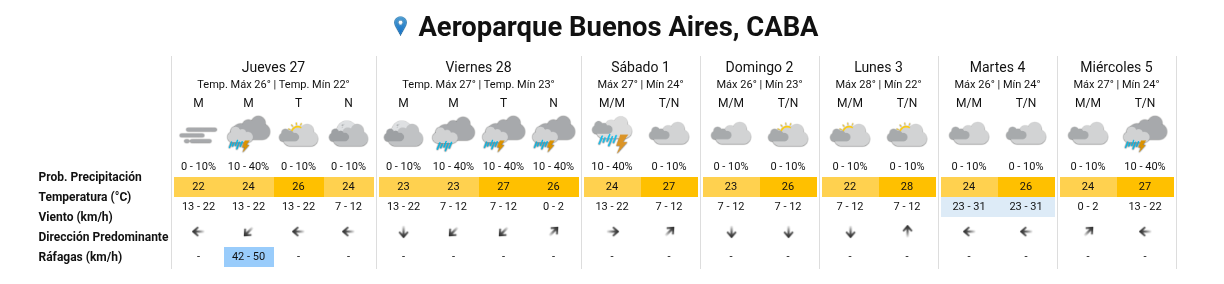 Aeroparque Buenos Aires, CABA
Jueves 27 Viernes 28 Sábado 1 Domingo 2 Lunes 3 Martes 4 Miércoles 5
Temp. Máx 26° | Temp. Mín 22° Temp. Máx 27° | Temp. Mín 23° Máx 27° | Mín 24° Máx 26° | Mín 23° Máx 28° | Mín 22° Máx 26° | Mín 24° Máx 27° | Mín 24°
M M T N M M T N M/M T/N M/M T/N M/M T/N M/M T/N M/M T/N
Prob. Precipitación 0 - 10% 10 - 40% 0 - 10% 0 - 10% 0 - 10% 10 - 40% 10 - 40% 10 - 40% 10 - 40% 0 - 10% 0 - 10% 0 - 10% 0 - 10% 0 - 10% 0 - 10% 0 - 10% 0 - 10% 10 - 40%
Temperatura (°C) 22 24 26 24 23 23 27 26 24 27 23 26 22 28 24 26 24 27
Viento (km/h) 13 - 22 13 - 22 13 - 22 7 - 12 13 - 22 7 - 12 7 - 12 0 - 2 13 - 22 7 - 12 7 - 12 7 - 12 7 - 12 7 - 12 23 - 31 23 - 31 0 - 2 13 - 22
Dirección Predominante
Ráfagas (km/h) - 42 - 50 - - - - - - - - - - - - - - - -